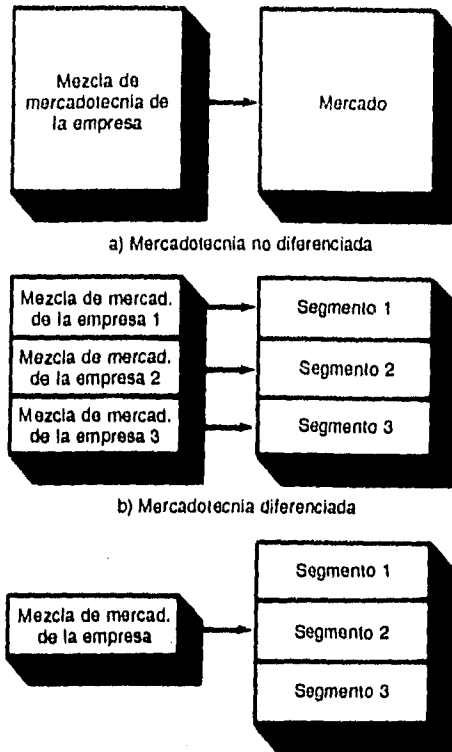 Mezcla de
mercadotecnia de
la empresa
Mercado
a) Mercadotecnia no diferenciada
Mezcla de mercad.
de la empresa 1
Segmento 1
Mezcla de mercad.
de la empresa 2
Segmento 2
Mezcla de mercad.
de la empresa 3
Segmento 3
b) Mercadotecnia diferenciada
Segmento 1
Mezcla de mercad.
de la empresa
Segmento 2
Segmento 3